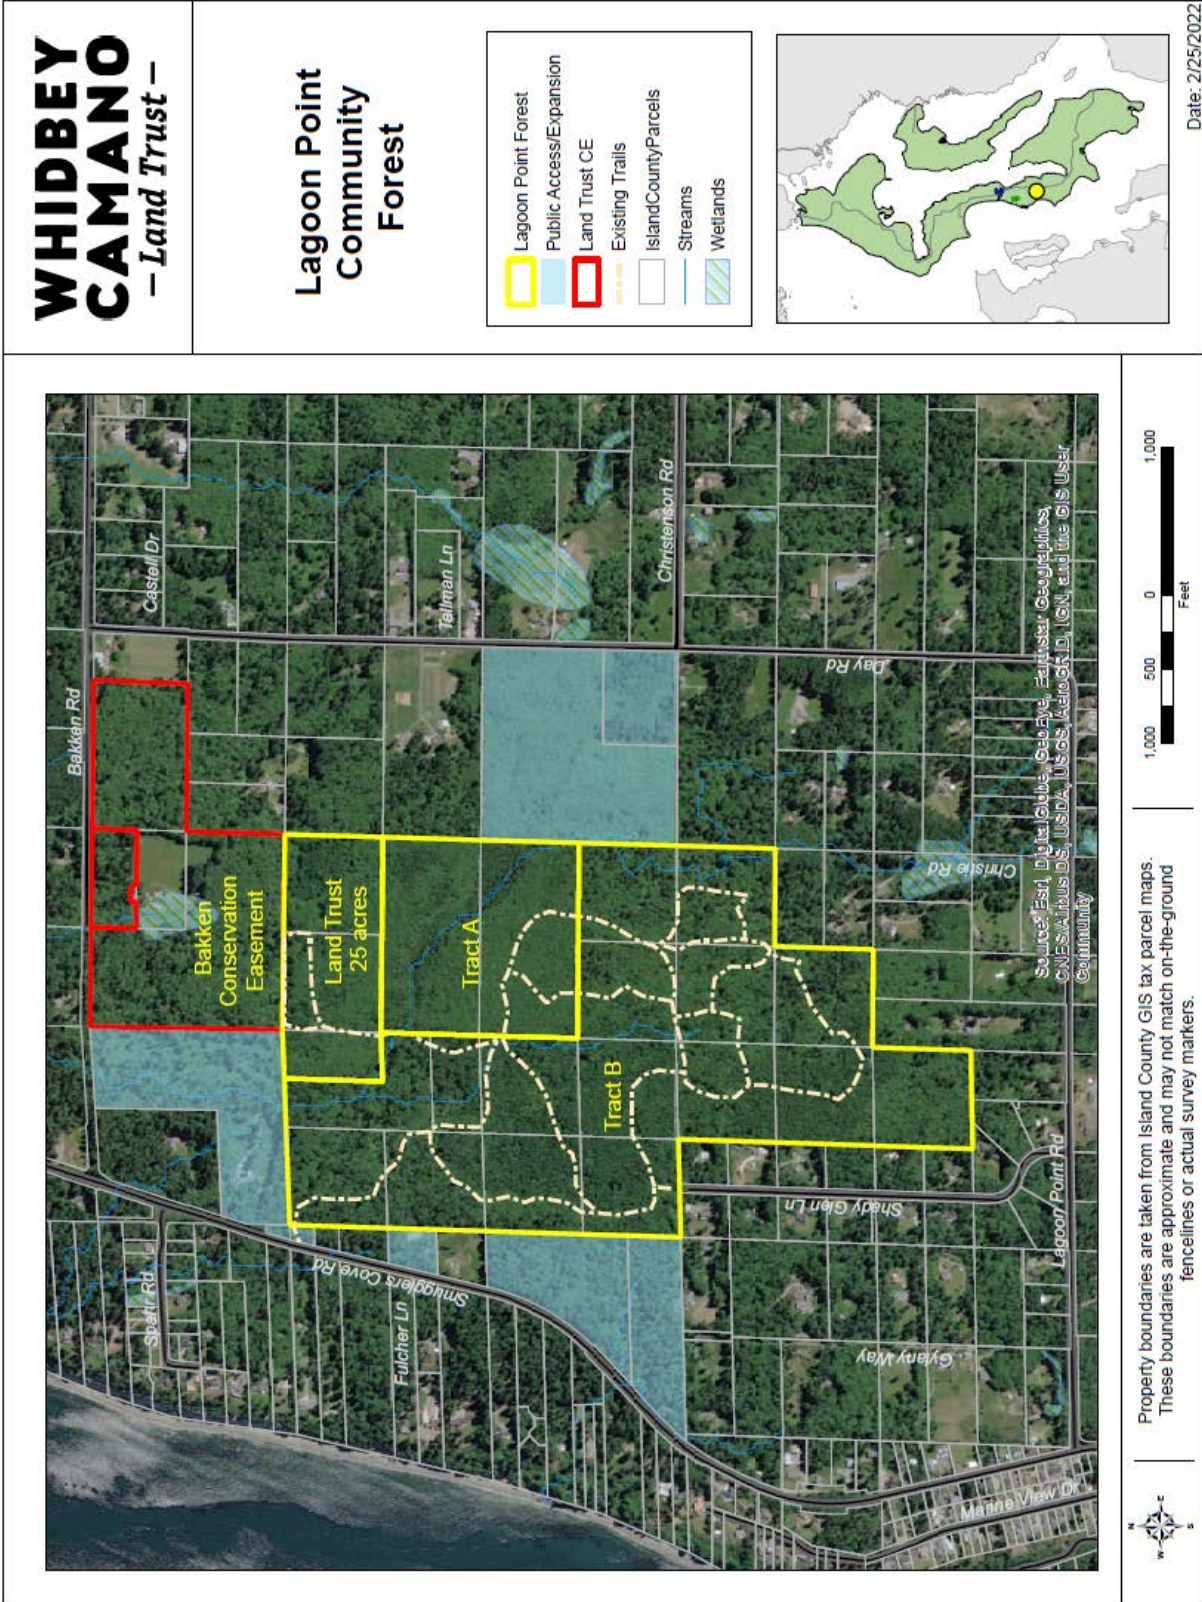 WHIDBEY
CAMANO
– Land Trust –
Lagoon Point
Community
Forest
Lagoon Point Forest
Public Access/Expansion
Land Trust CE
Existing Trails
IslandCountyParcels
Streams
Wetlands
Date: 2/25/2022
Bakken Rd
Castell Dr
Tallman Ln
Christenson Rd
Day Rd
Christie Rd
Bakken
Conservation
Easement
Land Trust
25 acres
Tract A
Tract B
Smugglers Cove Rd
Spahr Rd
Fulcher Ln
Shady Glen Ln
Gylany Way
Lagoon Point Rd
Marine View Dr
Sources: Esri, DigitalGlobe, GeoEye, Earthstar Geographics,
CNES/Airbus DS, USDA, USGS, AeroGRID, IGN, and the GIS User
Community
N
W E
S
Property boundaries are taken from Island County GIS tax parcel maps.
These boundaries are approximate and may not match on-the-ground
fencelines or actual survey markers.
1,000 500 0 1,000
Feet